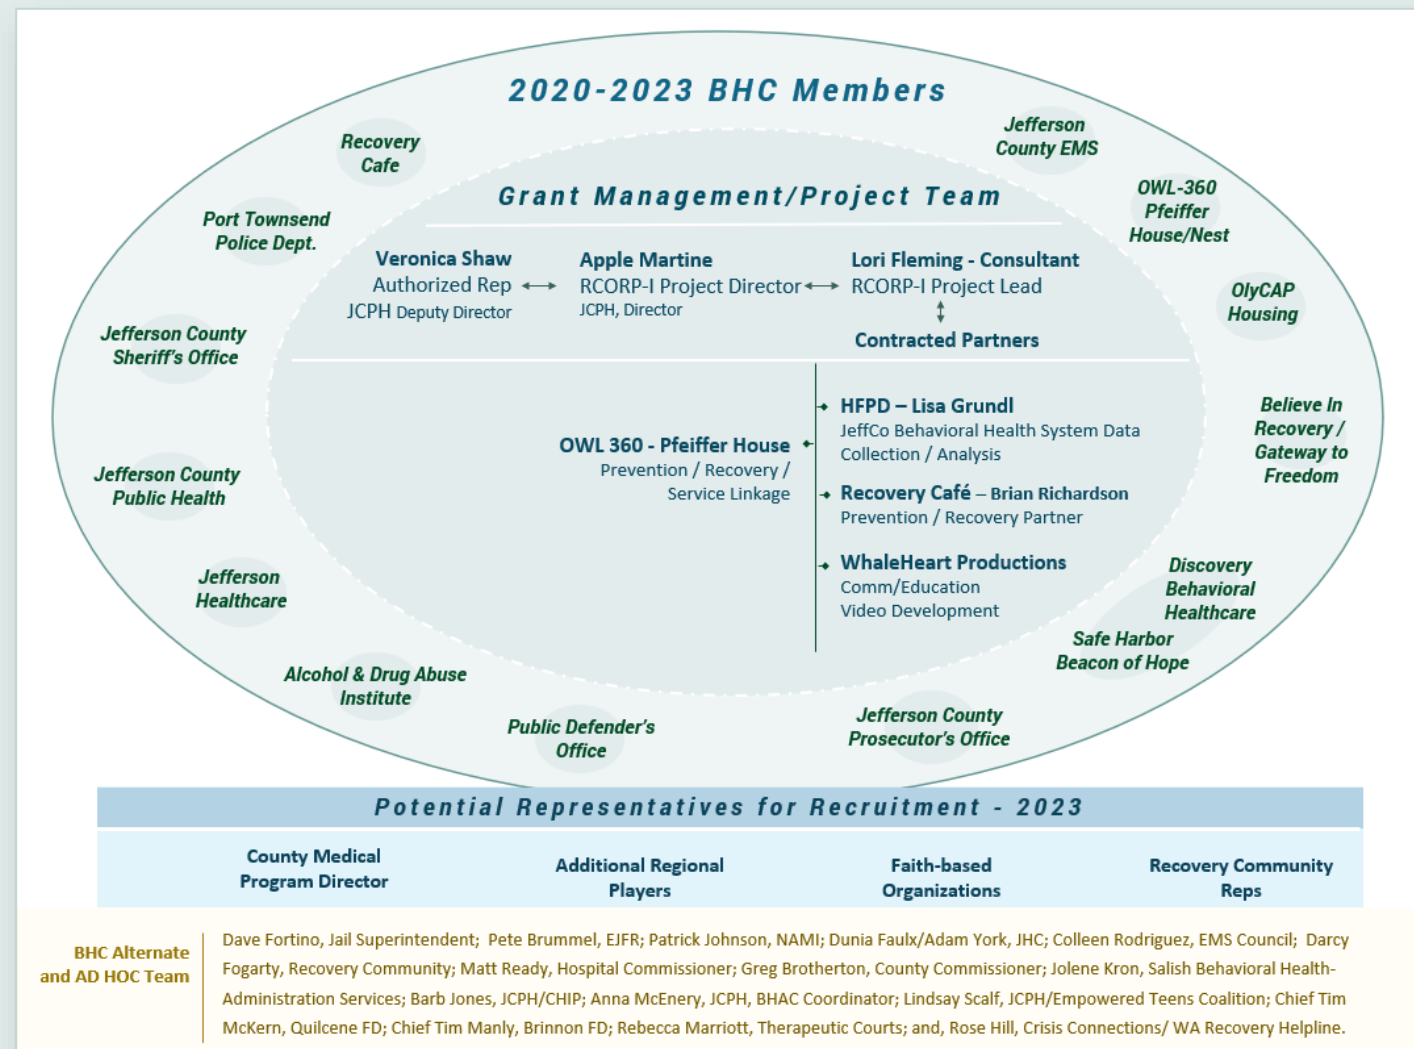 2020-2023 BHC Members
Recovery
Cafe
Jefferson
County EMS
Port Townsend
Police Dept.
OWL-360
Pfeiffer
House/Nest
Jefferson County
Sheriff's Office
OlyCAP
Housing
Jefferson County
Public Health
Believe In
Recovery /
Gateway to
Freedom
Jefferson
Healthcare
Discovery
Behavioral
Healthcare
Safe Harbor
Beacon of Hope
Alcohol & Drug Abuse
Institute
Public Defender's
Office
Jefferson County
Prosecutor's Office
Grant Management/Project Team
Veronica Shaw
Authorized Rep
JCPH Deputy Director
Apple Martine
RCORP-I Project Director
JCPH, Director
Lori Fleming - Consultant
RCORP-I Project Lead
Contracted Partners
OWL 360 - Pfeiffer House
Prevention / Recovery /
Service Linkage
HFPD – Lisa Grundl
JeffCo Behavioral Health System Data
Collection / Analysis
Recovery Café – Brian Richardson
Prevention / Recovery Partner
WhaleHeart Productions
Comm/Education
Video Development
Potential Representatives for Recruitment - 2023
County Medical
Program Director
Additional Regional
Players
Faith-based
Organizations
Recovery Community
Reps
BHC Alternate
and AD HOC Team
Dave Fortino, Jail Superintendent;  Pete Brummel, EJFR; Patrick Johnson, NAMI; Dunia Faulx/Adam York, JHC; Colleen Rodriguez, EMS Council;  Darcy
Fogarty, Recovery Community; Matt Ready, Hospital Commissioner; Greg Brotherton, County Commissioner; Jolene Kron, Salish Behavioral Health-
Administration Services; Barb Jones, JCPH/CHIP; Anna McEnery, JCPH, BHAC Coordinator; Lindsay Scalf, JCPH/Empowered Teens Coalition; Chief Tim
McKern, Quilcene FD; Chief Tim Manly, Brinnon FD; Rebecca Marriott, Therapeutic Courts; and, Rose Hill, Crisis Connections/ WA Recovery Helpline.